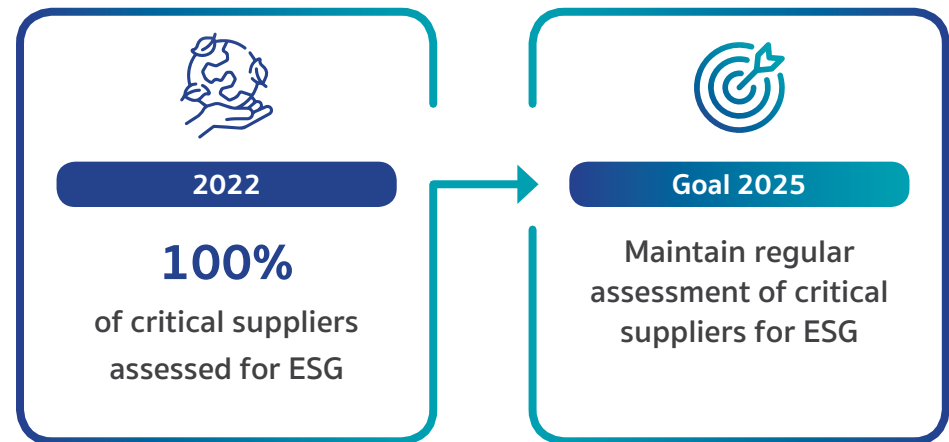 2022
100%
of critical suppliers
assessed for ESG
Goal 2025
Maintain regular
assessment of critical
suppliers for ESG